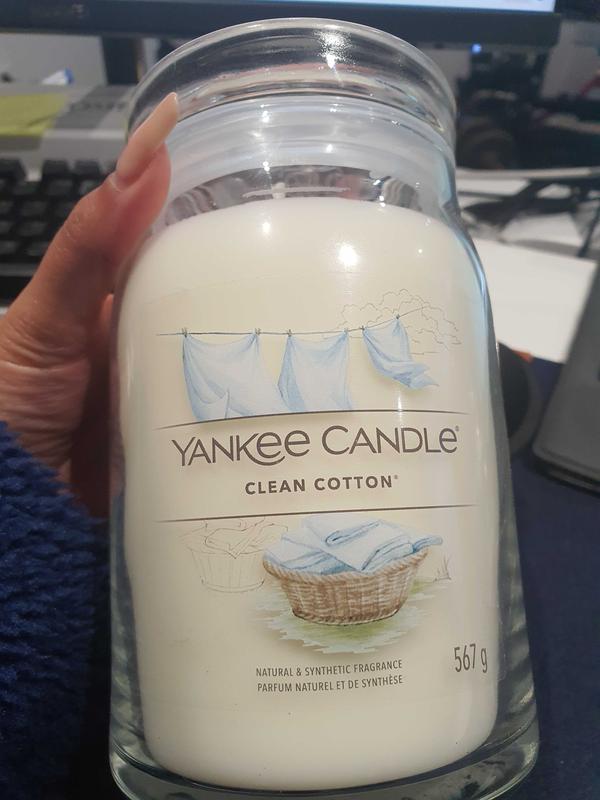 YANKEE CANDLE®
CLEAN COTTON®
567 g
NATURAL & SYNTHETIC FRAGRANCE
PARFUM NATUREL ET DE SYNTHÈSE